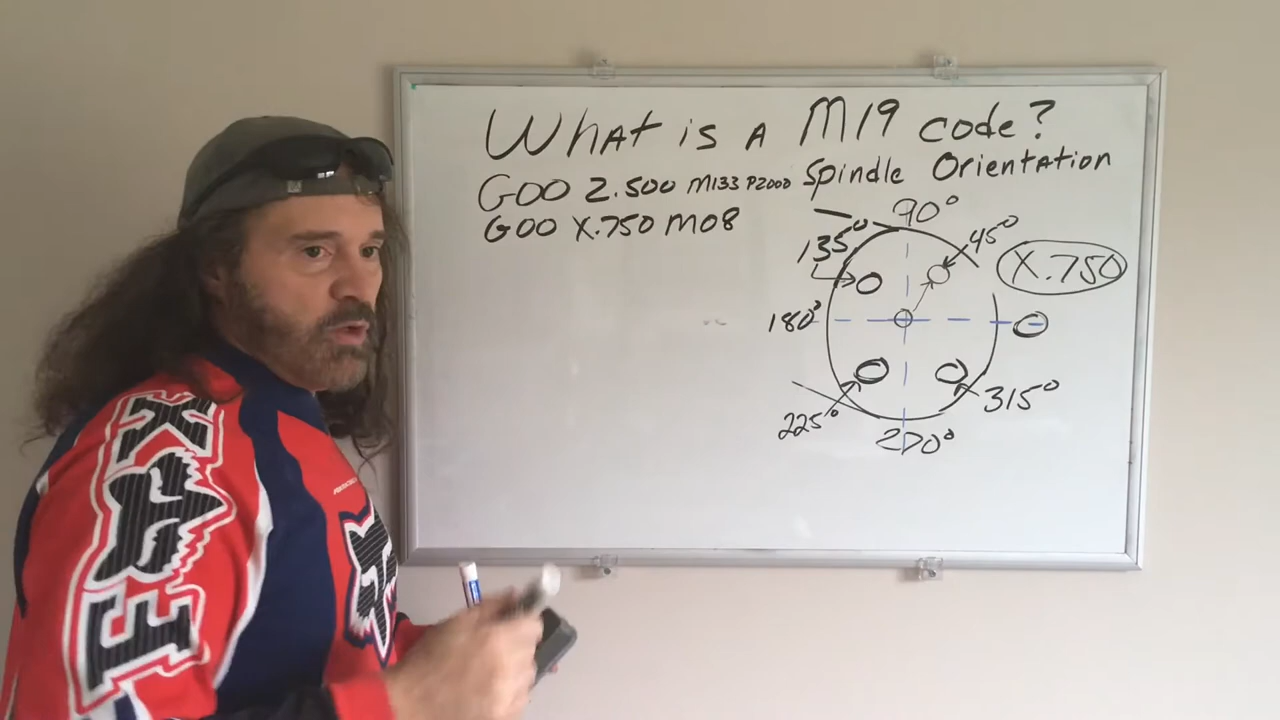 What is a M19 code?
Spindle Orientation
G00 Z.500 M133 P2000
G00 X.750 M08
90°
135°
45°
X.750
180°
225°
315°
270°
FOX